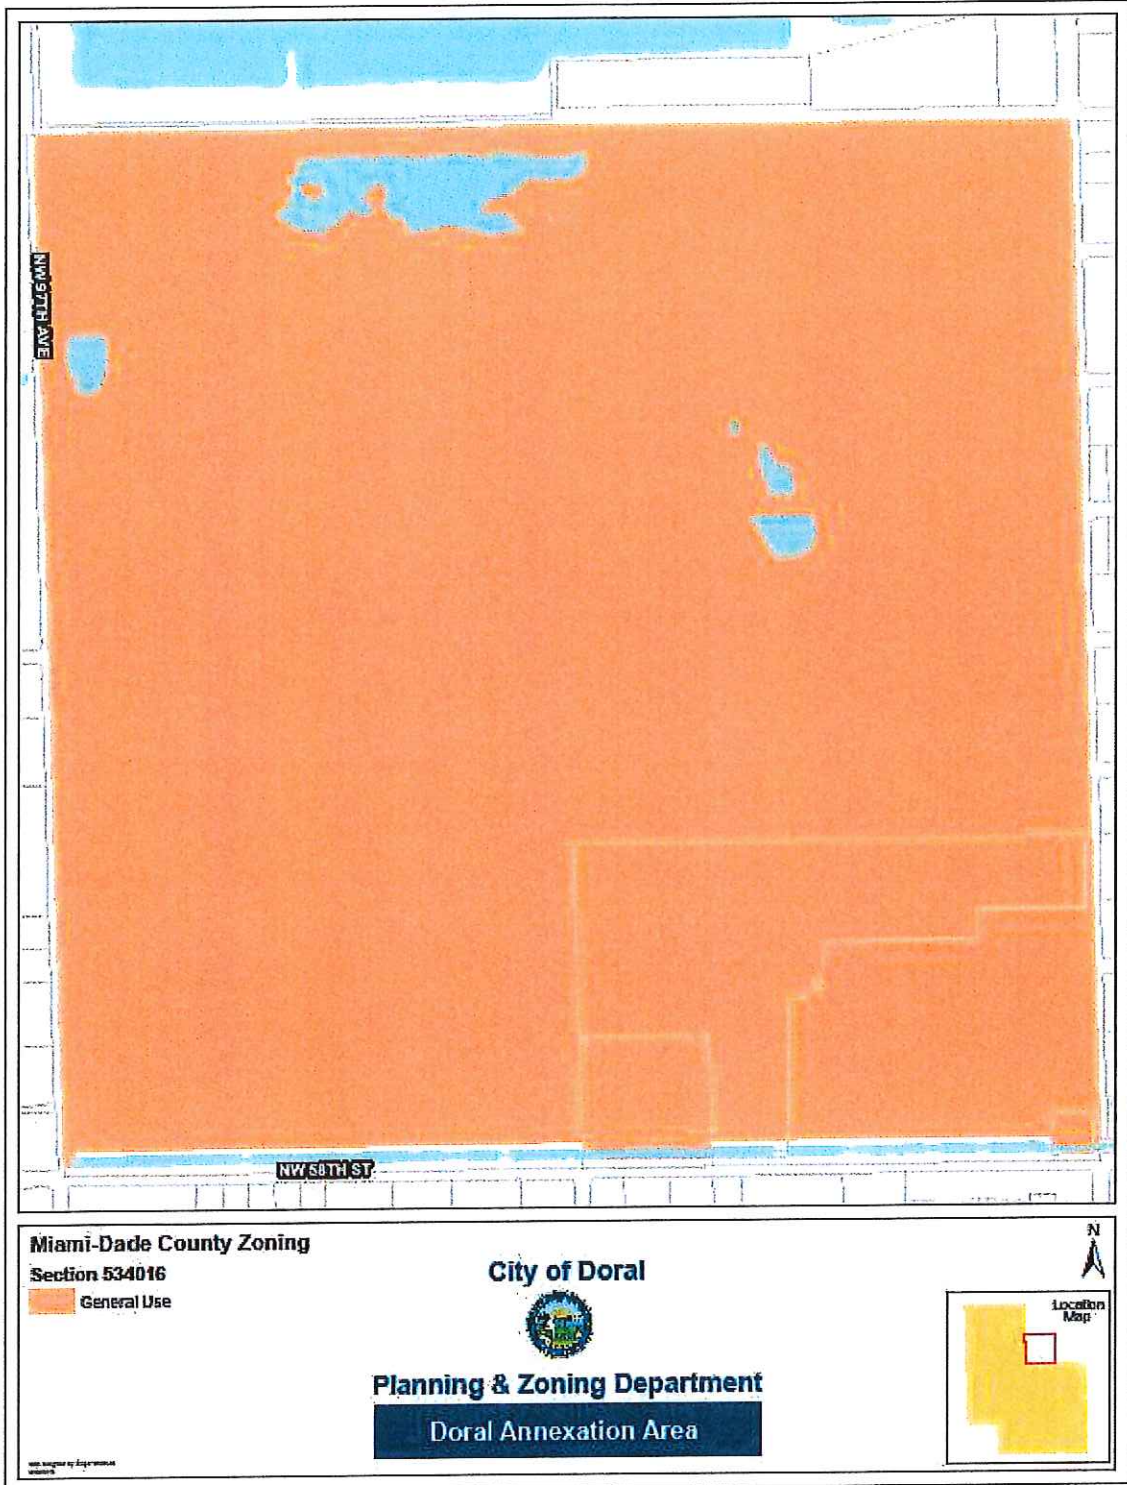 NW 97TH AVE
NW 58TH ST
Miami-Dade County Zoning
Section 534016
General Use
City of Doral
Planning & Zoning Department
Doral Annexation Area
N
Location
Map